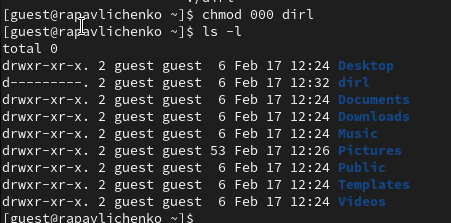 [guest@rapavlichenko ~]$ chmod 000 dirl
[guest@rapavlichenko ~]$ ls -l
total 0
drwxr-xr-x. 2 guest guest  6 Feb 17 12:24 Desktop
d---------. 2 guest guest  6 Feb 17 12:32 dirl
drwxr-xr-x. 2 guest guest  6 Feb 17 12:24 Documents
drwxr-xr-x. 2 guest guest  6 Feb 17 12:24 Downloads
drwxr-xr-x. 2 guest guest  6 Feb 17 12:24 Music
drwxr-xr-x. 2 guest guest 53 Feb 17 12:26 Pictures
drwxr-xr-x. 2 guest guest  6 Feb 17 12:24 Public
drwxr-xr-x. 2 guest guest  6 Feb 17 12:24 Templates
drwxr-xr-x. 2 guest guest  6 Feb 17 12:24 Videos
[guest@rapavlichenko ~]$